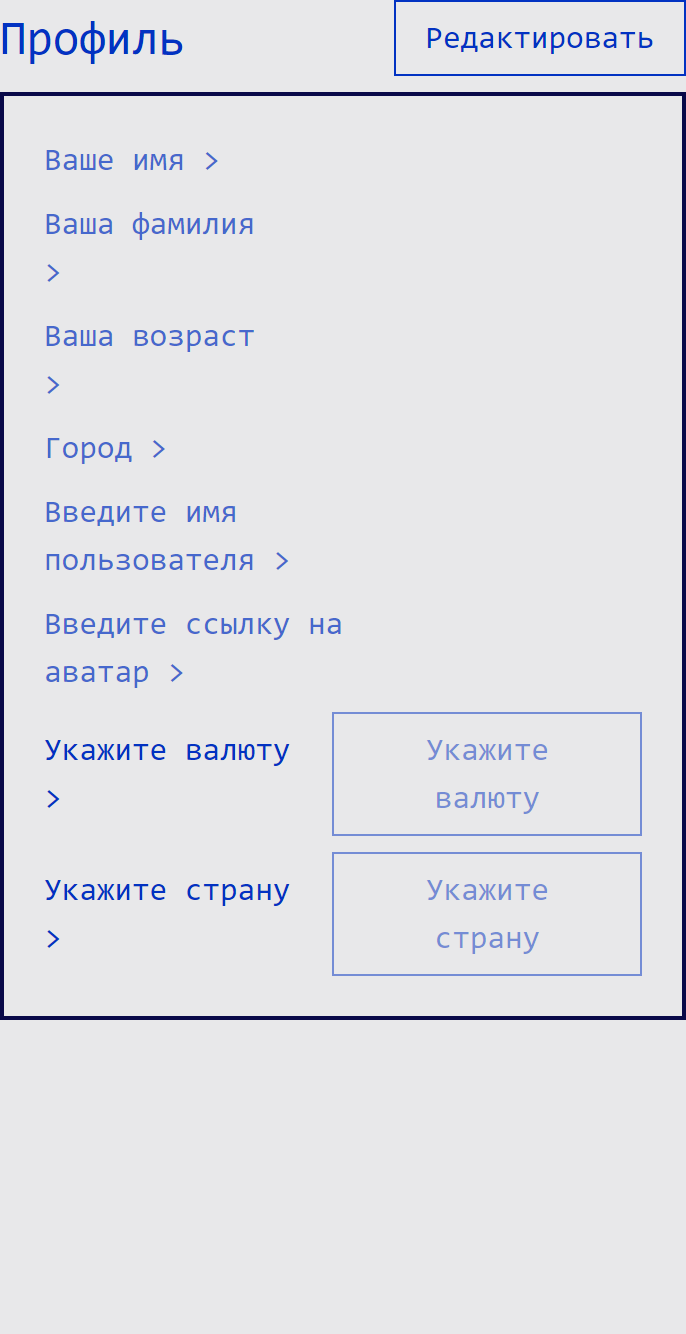 Профиль
Редактировать
Ваше имя >
Ваша фамилия
>
Ваша возраст
>
Город >
Введите имя
пользователя >
Введите ссылку на
аватар >
Укажите валюту
>
Укажите
валюту
Укажите страну
>
Укажите
страну